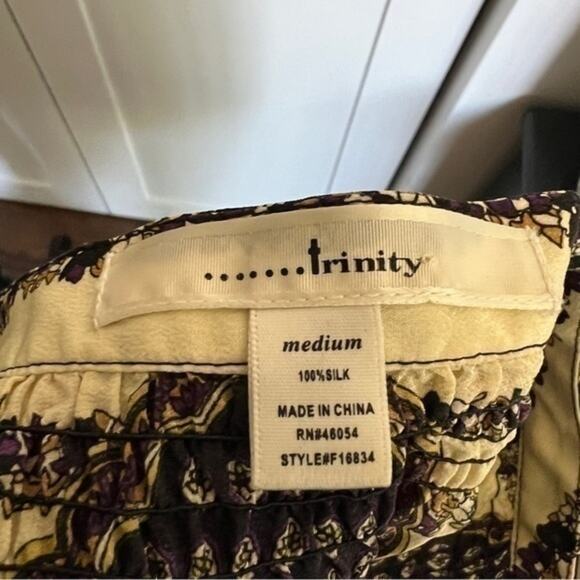 .......trinity
medium
100%SILK
MADE IN CHINA
RN#46054
STYLE#F16834